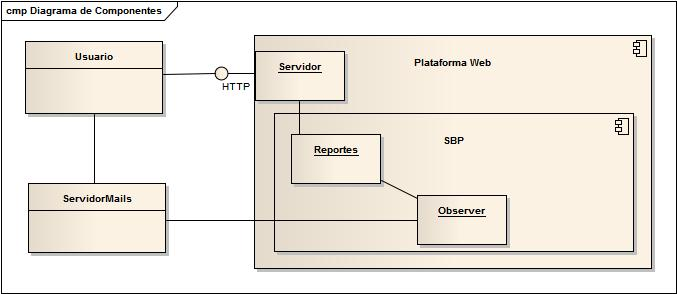 cmp Diagrama de Componentes
Usuario
HTTP
Servidor
Plataforma Web
SBP
Reportes
ServidorMails
Observer